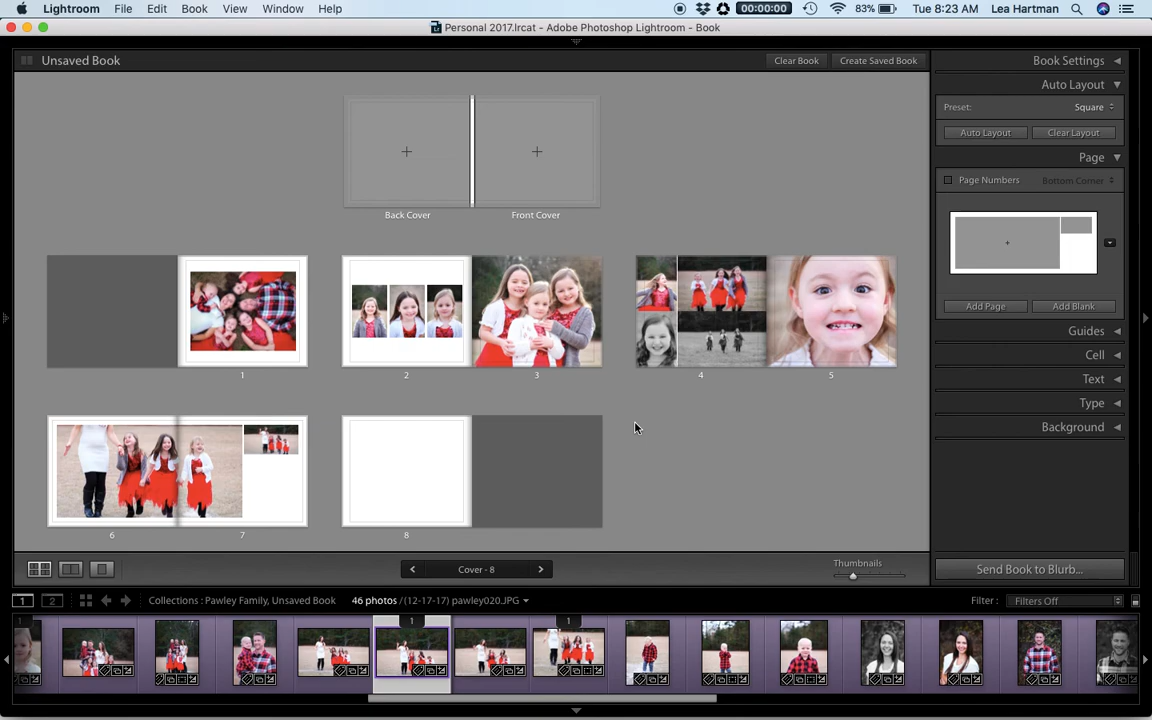 Lightroom File Edit Book View Window Help 00:00:00 83% Tue 8:23 AM Lea Hartman
Personal 2017.lrcat - Adobe Photoshop Lightroom - Book
Unsaved Book Clear Book Create Saved Book
Book Settings
Auto Layout
Preset: Square
Auto Layout Clear Layout
Page
Page Numbers Bottom Corner
Add Page Add Blank
Guides
Cell
Text
Type
Background
Back Cover Front Cover
1 2 3 4 5
6 7 8
Cover - 8
Thumbnails
Send Book to Blurb...
1 2 Collections : Pawley Family, Unsaved Book 46 photos / (12-17-17) pawley020.JPG Filter : Filters Off
1 1 1